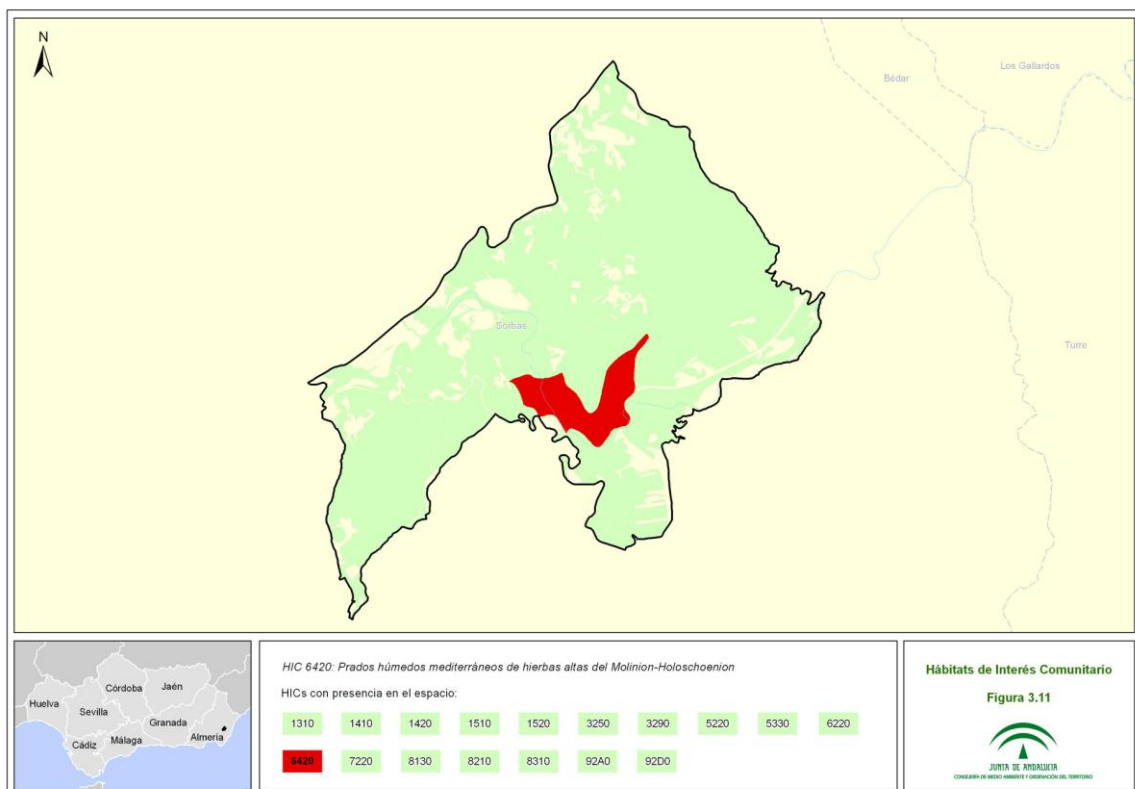 N
Bédar
Los Gallardos
Sorbas
Turre
Huelva
Sevilla
Córdoba
Jaén
Cádiz
Málaga
Granada
Almería
HIC 6420: Prados húmedos mediterráneos de hierbas altas del Molinion-Holoschoenion
HICs con presencia en el espacio:
1310 1410 1420 1510 1520 3250 3290 5220 5330 6220
6420 7220 8130 8210 8310 92A0 92D0
Hábitats de Interés Comunitario
Figura 3.11
JUNTA DE ANDALUCIA
CONSEJERÍA DE MEDIO AMBIENTE Y ORDENACIÓN DEL TERRITORIO